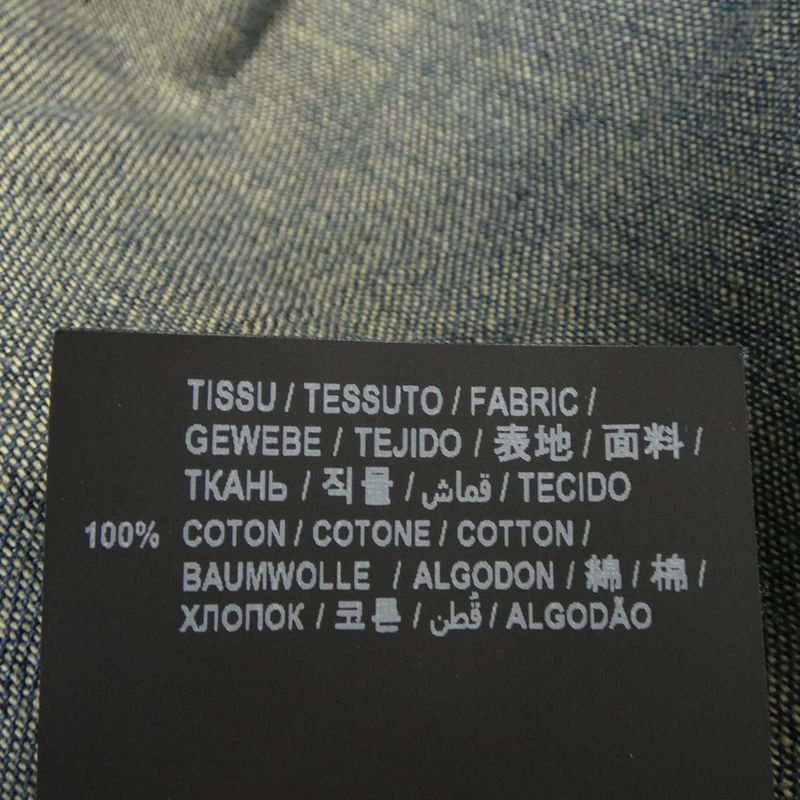 TISSU / TESSUTO / FABRIC /
GEWEBE / TEJIDO / 表地 / 面料 /
ТКАНЬ / 직물 / قماش / TECIDO
100% COTON / COTONE / COTTON /
BAUMWOLLE / ALGODON / 綿 / 棉 /
ХЛОПОК / 코튼 / قُطن / ALGODÃO